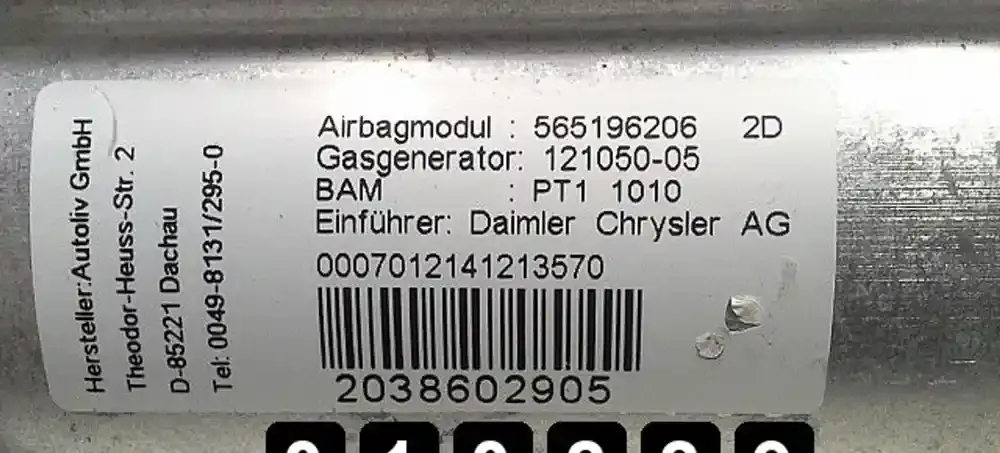 Hersteller:Autoliv GmbH
Theodor-Heuss-Str. 2
D-85221 Dachau
Tel: 0049-8131/295-0
Airbagmodul : 565196206 2D
Gasgenerator: 121050-05
BAM : PT1 1010
Einführer: Daimler Chrysler AG
0007012141213570
2038602905